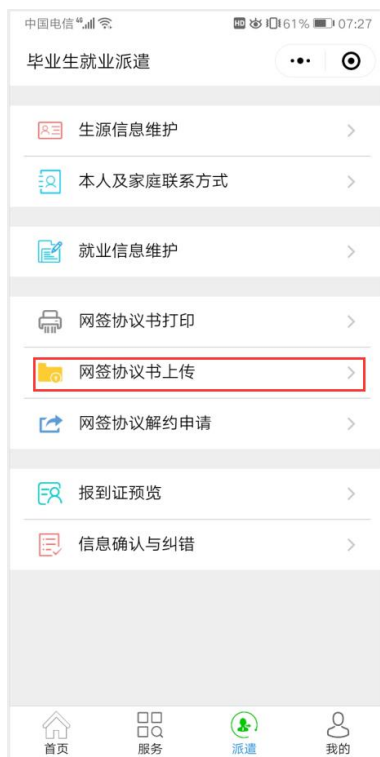 中国电信 4G HD 61% 07:27
毕业生就业派遣
生源信息维护
本人及家庭联系方式
就业信息维护
网签协议书打印
网签协议书上传
网签协议解约申请
报到证预览
信息确认与纠错
首页 服务 派遣 我的